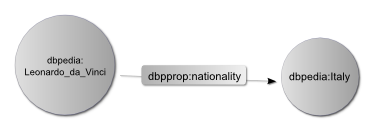 dbpedia:
Leonardo_da_Vinci
dbpprop:nationality
dbpedia:Italy